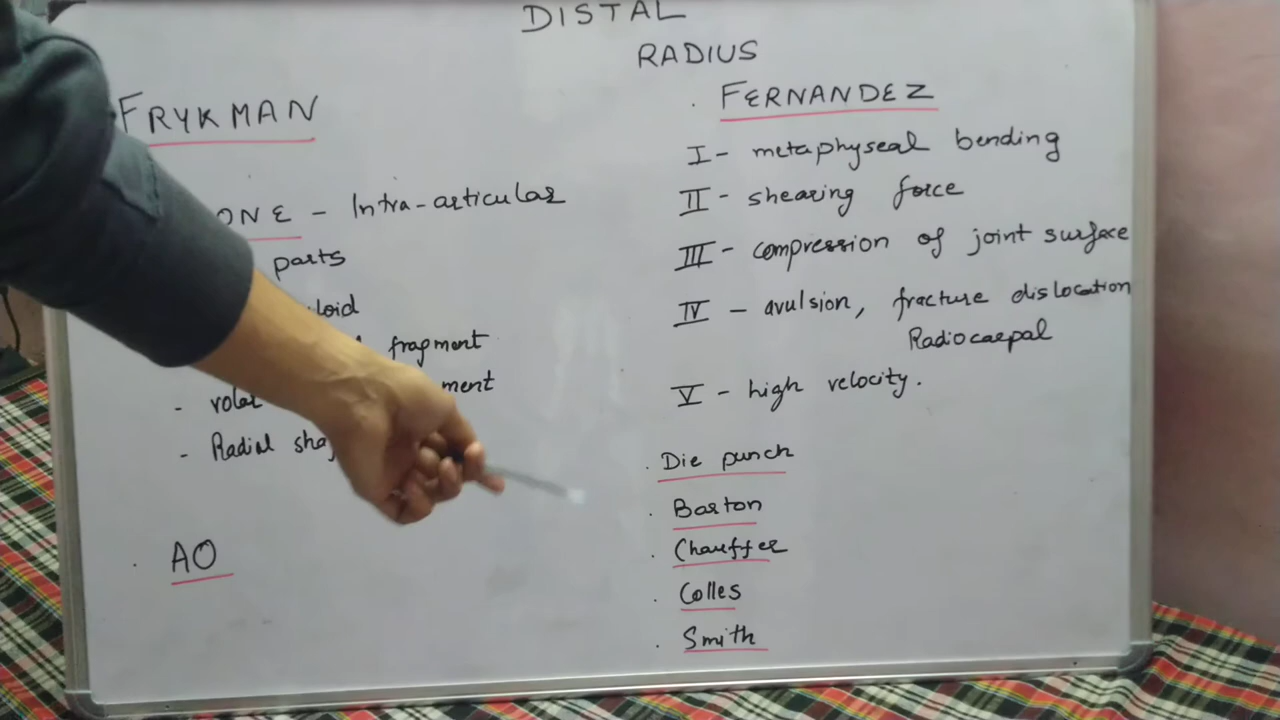 DISTAL
RADIUS
FRYKMAN
ONE - Intra-articular
parts
loid
fragment
- volar ment
- Radial sha
. AO
. FERNANDEZ
I - metaphyseal bending
II - shearing force
III - compression of joint surface
IV - avulsion, fracture dislocation
Radiocarpal
V - high velocity.
. Die punch
. Barton
. Chauffer
. Colles
. Smith